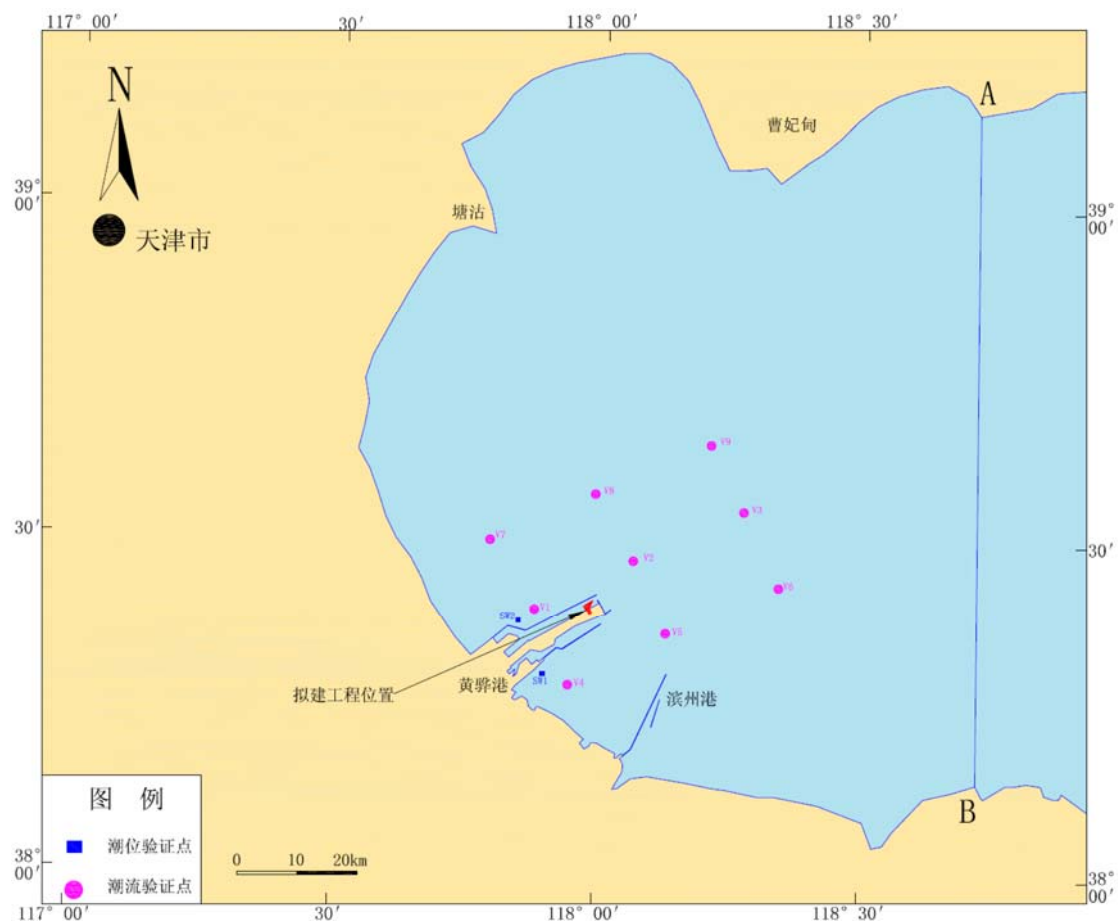 117° 00′
30′
118° 00′
118° 30′
N
A
曹妃甸
39°
00′
塘沽
39°
00′
天津市
V9
V8
V3
30′
V7
30′
V2
V6
V1
SW2
V5
SW1
V4
黄骅港
拟建工程位置
滨州港
图 例
B
潮位验证点
潮流验证点
0 10 20km
38°
00′
38°
00′
117° 00′
30′
118° 00′
118° 30′